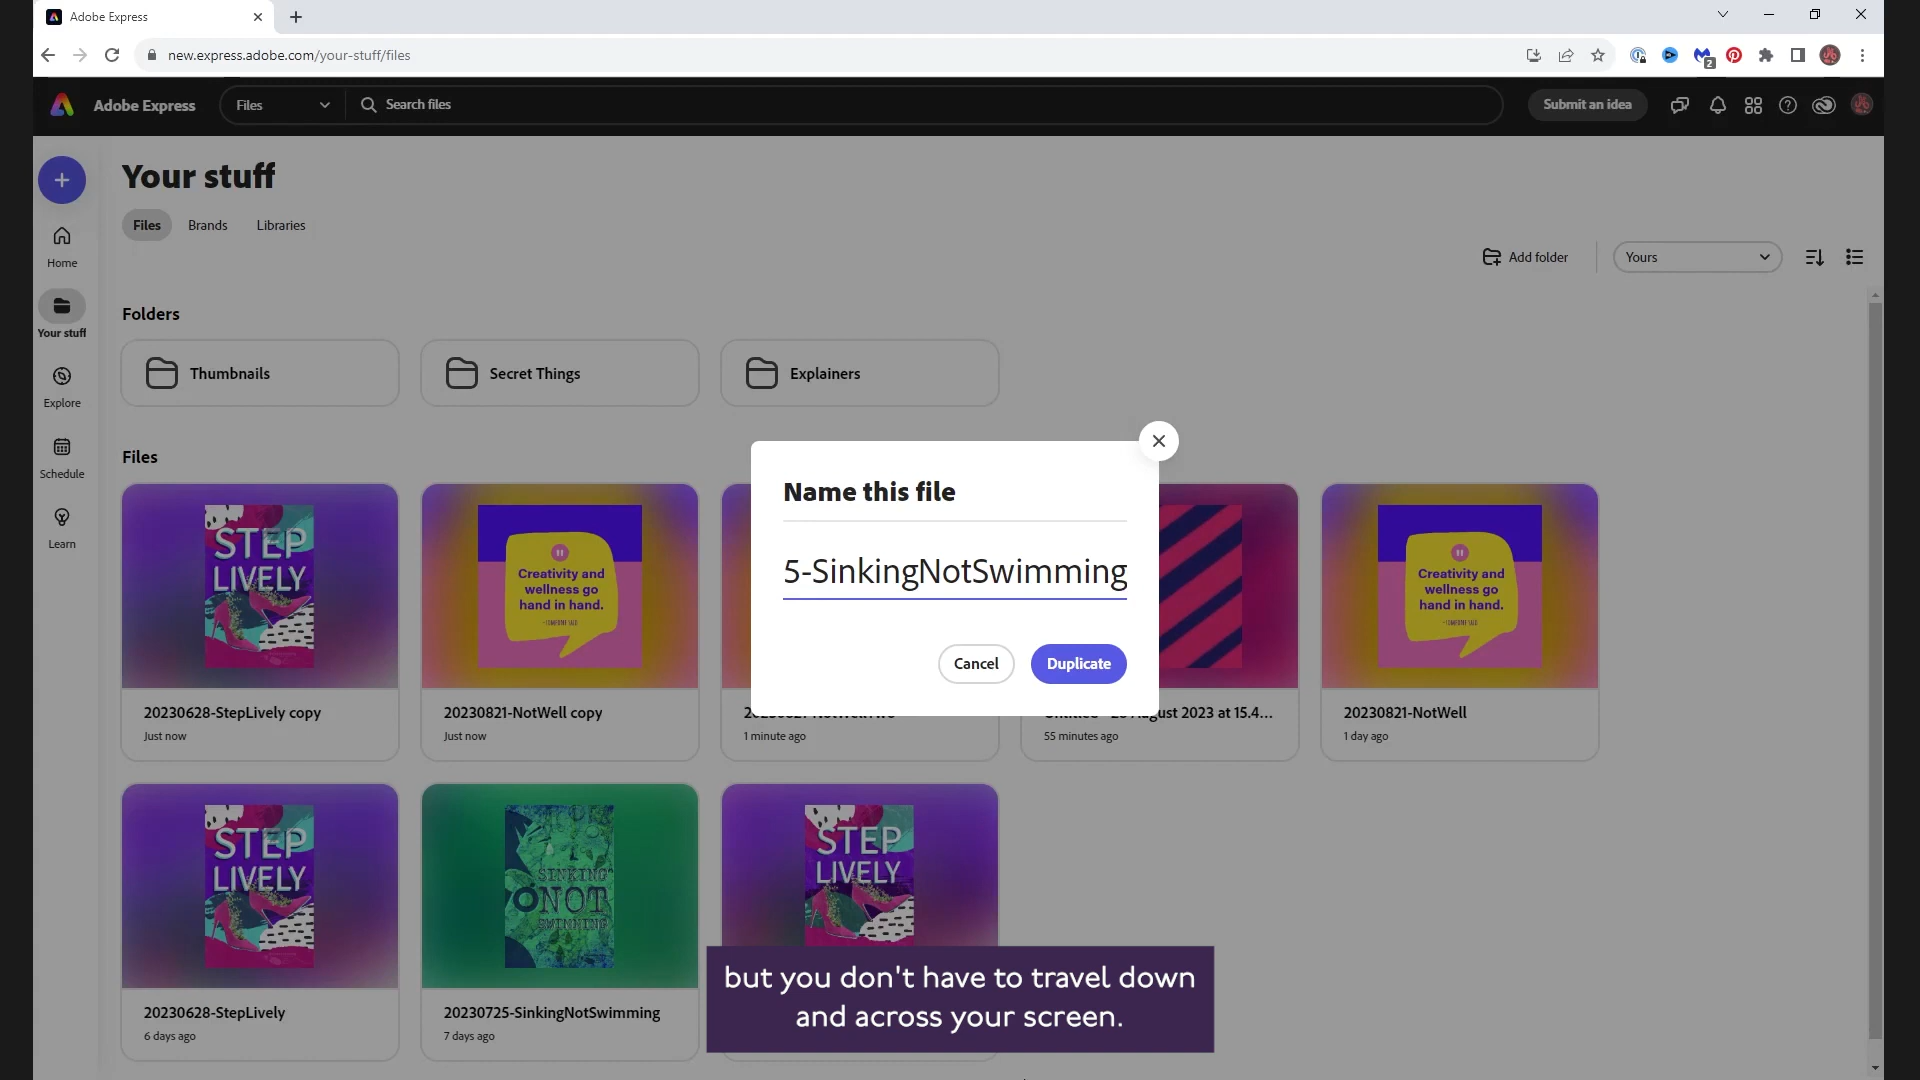 Adobe Express
new.express.adobe.com/your-stuff/files
2
Adobe Express
Files
Search files
Submit an idea
Your stuff
Files
Brands
Libraries
Home
Your stuff
Explore
Schedule
Learn
Add folder
Yours
Folders
Thumbnails
Secret Things
Explainers
Files
Name this file
5-SinkingNotSwimming
Cancel
Duplicate
STEP
LIVELY
20230628-StepLively copy
Just now
Creativity and
wellness go
hand in hand.
20230821-NotWell copy
Just now
1 minute ago
55 minutes ago
Creativity and
wellness go
hand in hand.
20230821-NotWell
1 day ago
STEP
LIVELY
20230628-StepLively
6 days ago
SINKING
NOT
SWIMMING
20230725-SinkingNotSwimming
7 days ago
STEP
LIVELY
but you don't have to travel down
and across your screen.